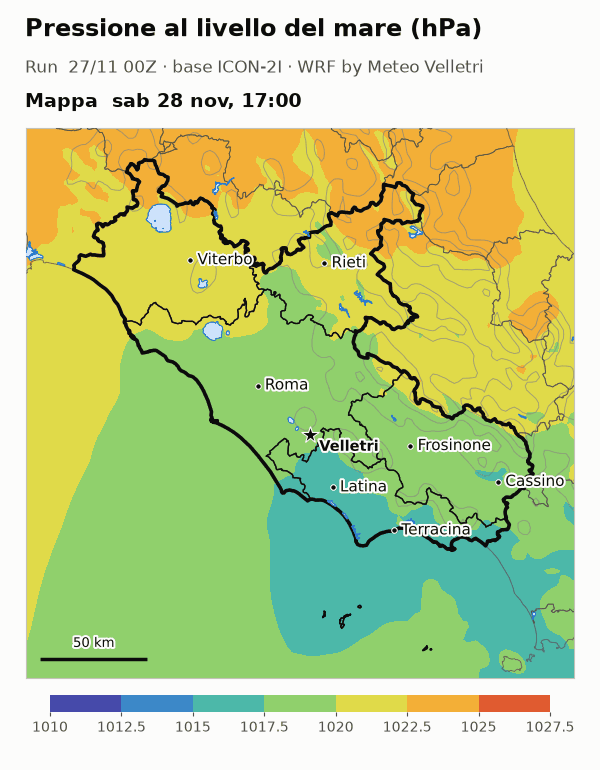 Pressione al livello del mare (hPa)
Run  27/11 00Z · base ICON-2I · WRF by Meteo Velletri
Mappa  sab 28 nov, 17:00
Viterbo
Rieti
Roma
Velletri
Frosinone
Cassino
Latina
Terracina
50 km
1010 1012.5 1015 1017.5 1020 1022.5 1025 1027.5